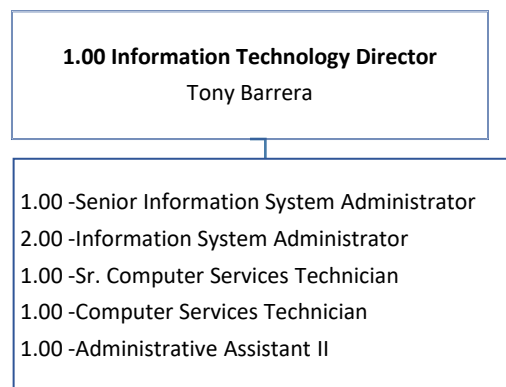 1.00 Information Technology Director
Tony Barrera
1.00 -Senior Information System Administrator
2.00 -Information System Administrator
1.00 -Sr. Computer Services Technician
1.00 -Computer Services Technician
1.00 -Administrative Assistant II